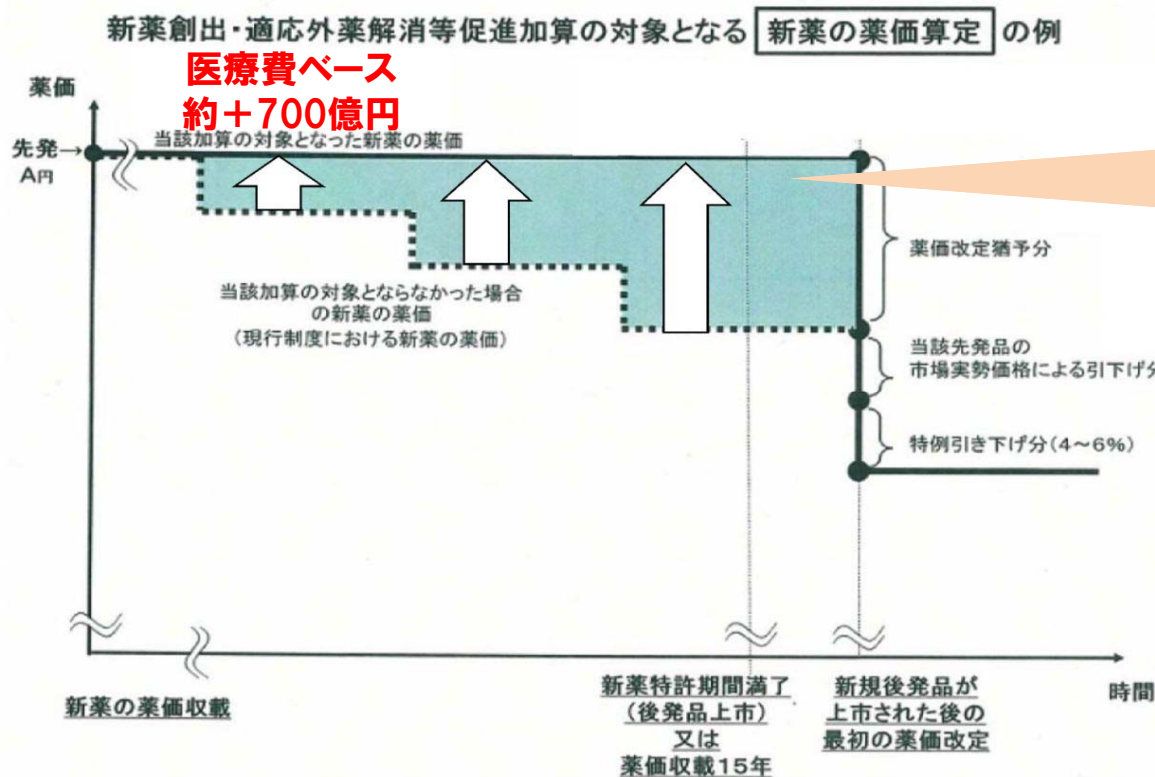 新薬創出・適応外薬解消等促進加算の対象となる 新薬の薬価算定 の例
医療費ベース
約＋700億円
薬価
当該加算の対象となった新薬の薬価
先発→
A円
薬価改定猶予分
当該加算の対象とならなかった場合
の新薬の薬価
（現行制度における新薬の薬価）
当該先発品の
市場実勢価格による引下げ分
特例引き下げ分（4～6％）
新薬の薬価収載
新薬特許期間満了
（後発品上市）
又は
薬価収載15年
新規後発品が
上市された後の
最初の薬価改定
時間